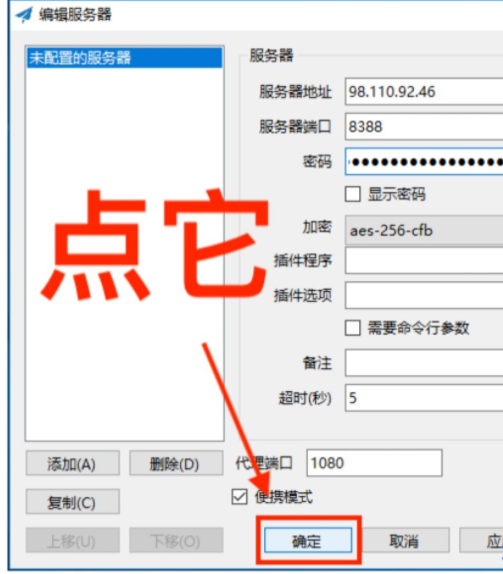 编辑服务器
未配置的服务器
服务器
服务器地址 98.110.92.46
服务器端口 8388
密码
显示密码
点它
加密 aes-256-cfb
插件程序
插件选项
需要命令行参数
备注
超时(秒) 5
添加(A) 删除(D) 代理端口 1080
复制(C) 便携模式
上移(U) 下移(O) 确定 取消 应